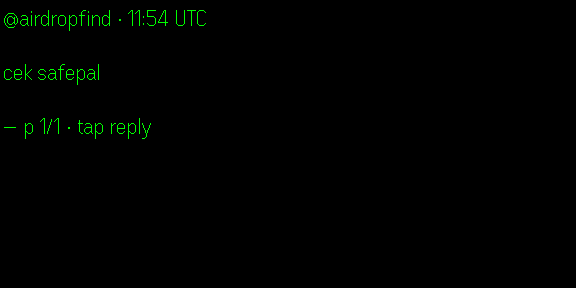 @airdropfind · 11:54 UTC
cek safepal
— p 1/1 · tap reply